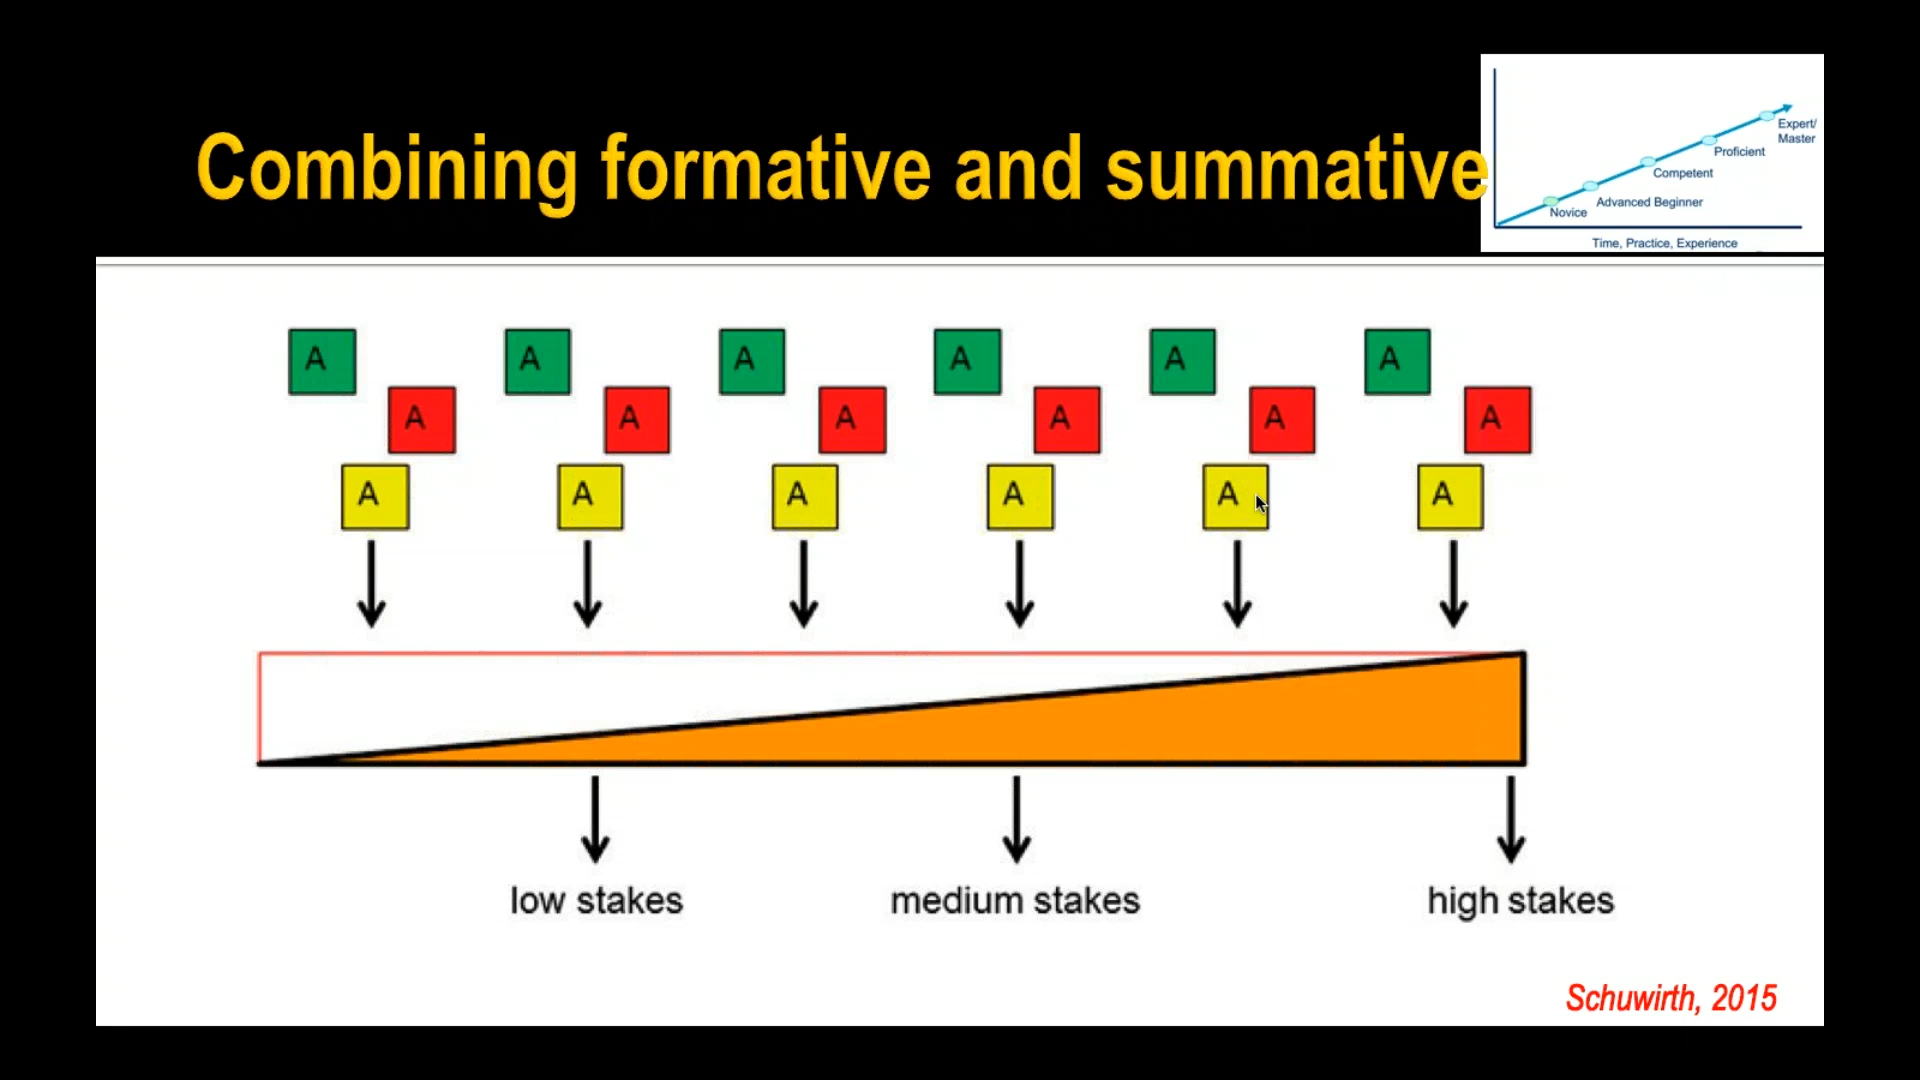 Combining formative and summative
Expert/
Master
Proficient
Competent
Advanced Beginner
Novice
Time, Practice, Experience
A A A A A A
A A A A A A
A A A A A A
low stakes medium stakes high stakes
Schuwirth, 2015